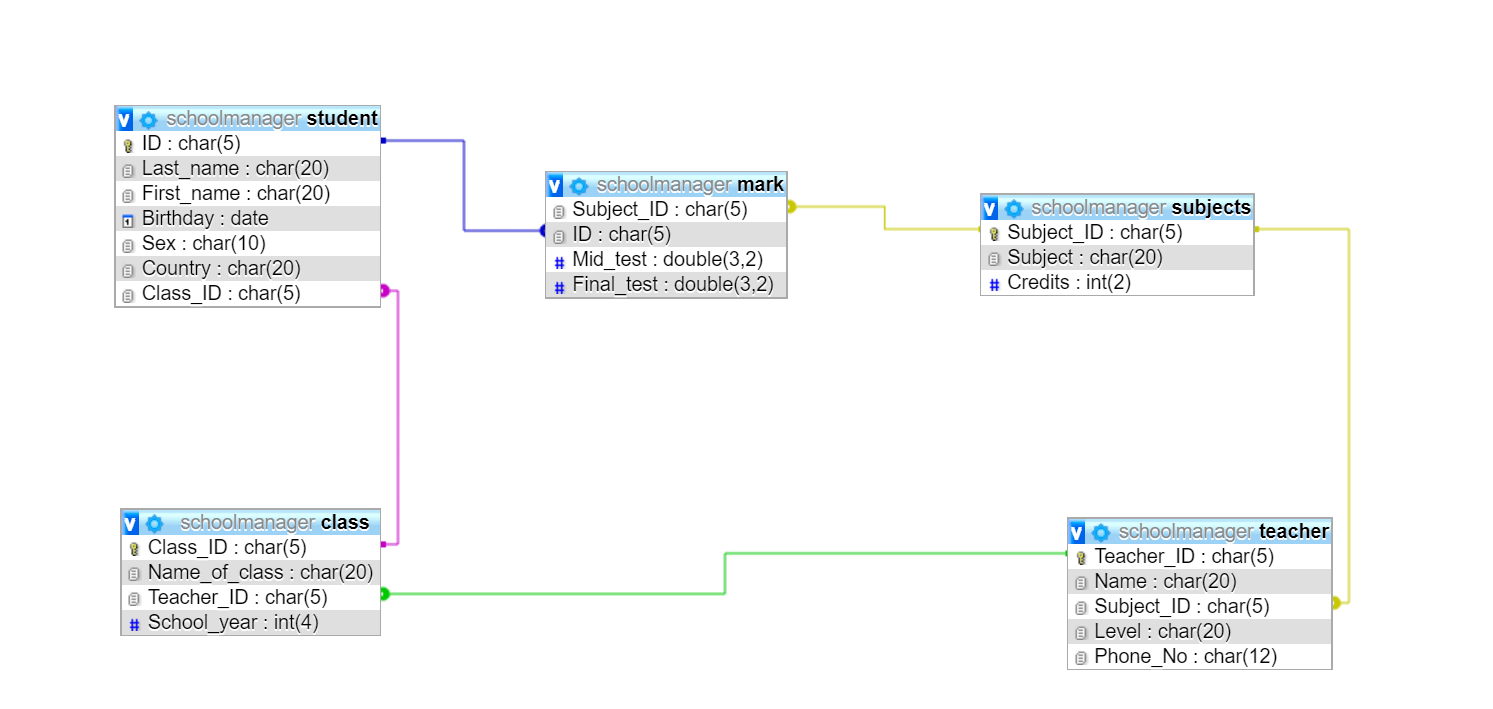 schoolmanager student
ID : char(5)
Last_name : char(20)
First_name : char(20)
Birthday : date
Sex : char(10)
Country : char(20)
Class_ID : char(5)
schoolmanager mark
Subject_ID : char(5)
ID : char(5)
Mid_test : double(3,2)
Final_test : double(3,2)
schoolmanager subjects
Subject_ID : char(5)
Subject : char(20)
Credits : int(2)
schoolmanager class
Class_ID : char(5)
Name_of_class : char(20)
Teacher_ID : char(5)
School_year : int(4)
schoolmanager teacher
Teacher_ID : char(5)
Name : char(20)
Subject_ID : char(5)
Level : char(20)
Phone_No : char(12)